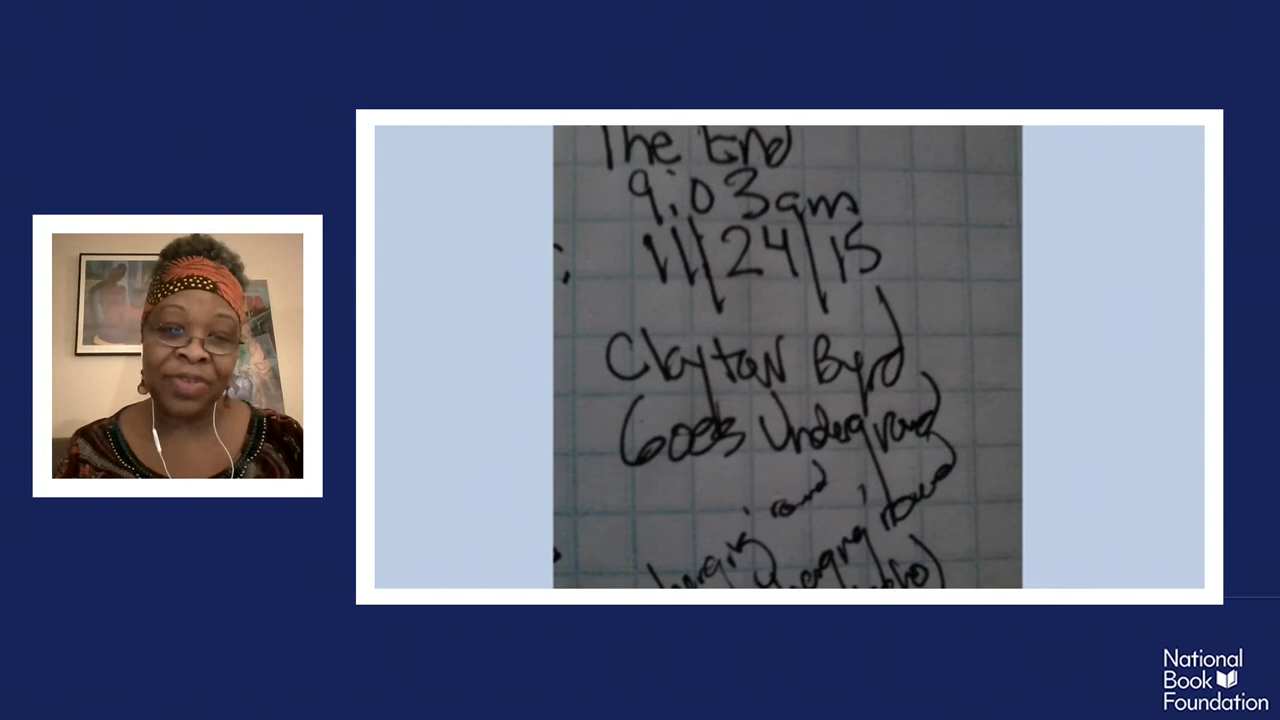 The End
9:03am
11/24/15
Clayton Byrd
Goes Underground
National
Book
Foundation